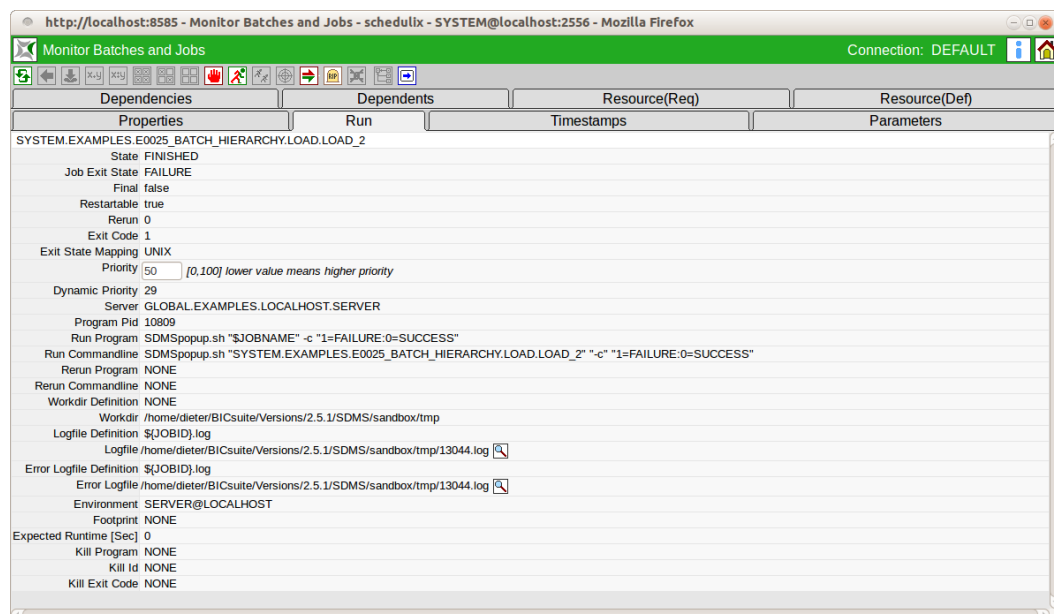 http://localhost:8585 - Monitor Batches and Jobs - schedulix - SYSTEM@localhost:2556 - Mozilla Firefox
Monitor Batches and Jobs Connection: DEFAULT
x+y x=y RIP
Dependencies Dependents Resource(Req) Resource(Def)
Properties Run Timestamps Parameters
SYSTEM.EXAMPLES.E0025_BATCH_HIERARCHY.LOAD.LOAD_2
State FINISHED
Job Exit State FAILURE
Final false
Restartable true
Rerun 0
Exit Code 1
Exit State Mapping UNIX
Priority 50 [0,100] lower value means higher priority
Dynamic Priority 29
Server GLOBAL.EXAMPLES.LOCALHOST.SERVER
Program Pid 10809
Run Program SDMSpopup.sh "$JOBNAME" -c "1=FAILURE:0=SUCCESS"
Run Commandline SDMSpopup.sh "SYSTEM.EXAMPLES.E0025_BATCH_HIERARCHY.LOAD.LOAD_2" "-c" "1=FAILURE:0=SUCCESS"
Rerun Program NONE
Rerun Commandline NONE
Workdir Definition NONE
Workdir /home/dieter/BICsuite/Versions/2.5.1/SDMS/sandbox/tmp
Logfile Definition ${JOBID}.log
Logfile /home/dieter/BICsuite/Versions/2.5.1/SDMS/sandbox/tmp/13044.log
Error Logfile Definition ${JOBID}.log
Error Logfile /home/dieter/BICsuite/Versions/2.5.1/SDMS/sandbox/tmp/13044.log
Environment SERVER@LOCALHOST
Footprint NONE
Expected Runtime [Sec] 0
Kill Program NONE
Kill Id NONE
Kill Exit Code NONE